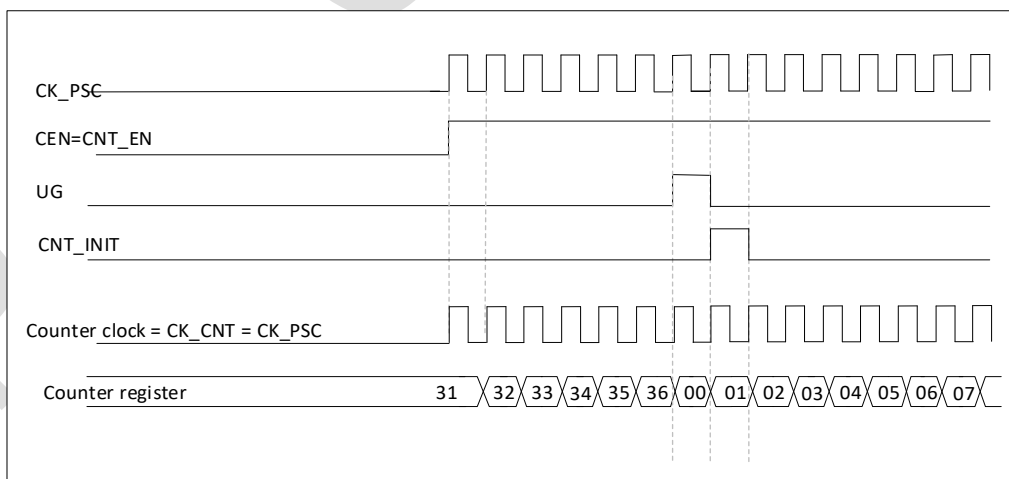 CK_PSC
CEN=CNT_EN
UG
CNT_INIT
Counter clock = CK_CNT = CK_PSC
Counter register 31 32 33 34 35 36 00 01 02 03 04 05 06 07